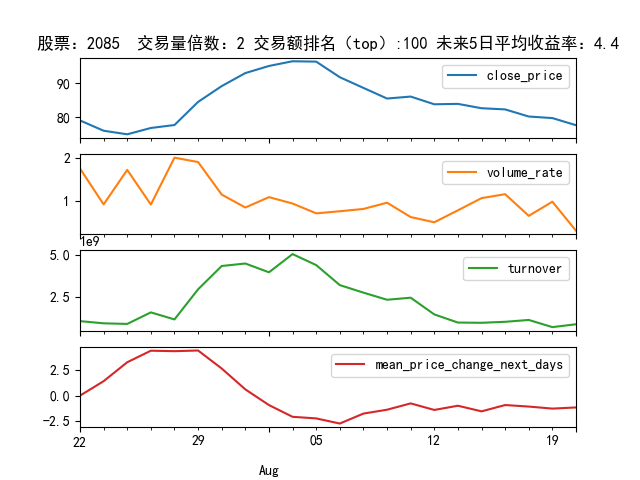 股票：2085  交易量倍数：2 交易额排名（top）:100 未来5日平均收益率：4.4
90
80
close_price
2
1
volume_rate
1e9
5.0
2.5
turnover
2.5
0.0
−2.5
mean_price_change_next_days
22 29 05 12 19
Aug